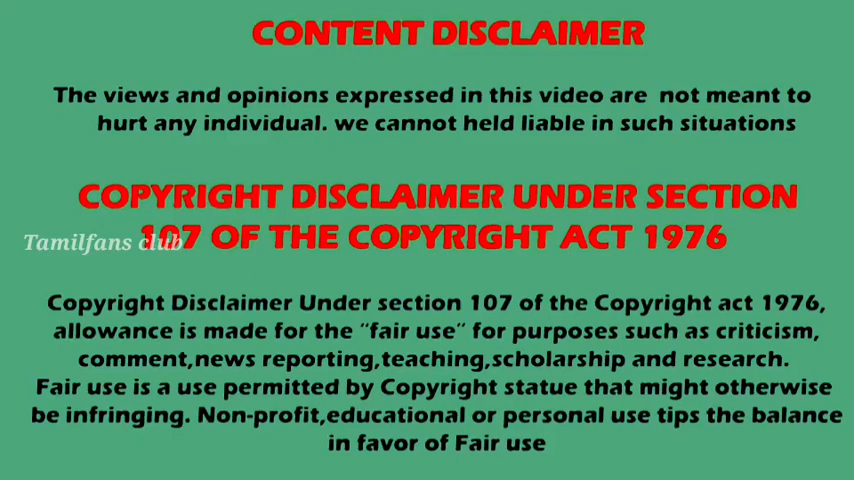 CONTENT DISCLAIMER
The views and opinions expressed in this video are not meant to
hurt any individual. we cannot held liable in such situations
COPYRIGHT DISCLAIMER UNDER SECTION
107 OF THE COPYRIGHT ACT 1976
Tamilfans club
Copyright Disclaimer Under section 107 of the Copyright act 1976,
allowance is made for the "fair use" for purposes such as criticism,
comment,news reporting,teaching,scholarship and research.
Fair use is a use permitted by Copyright statue that might otherwise
be infringing. Non-profit,educational or personal use tips the balance
in favor of Fair use